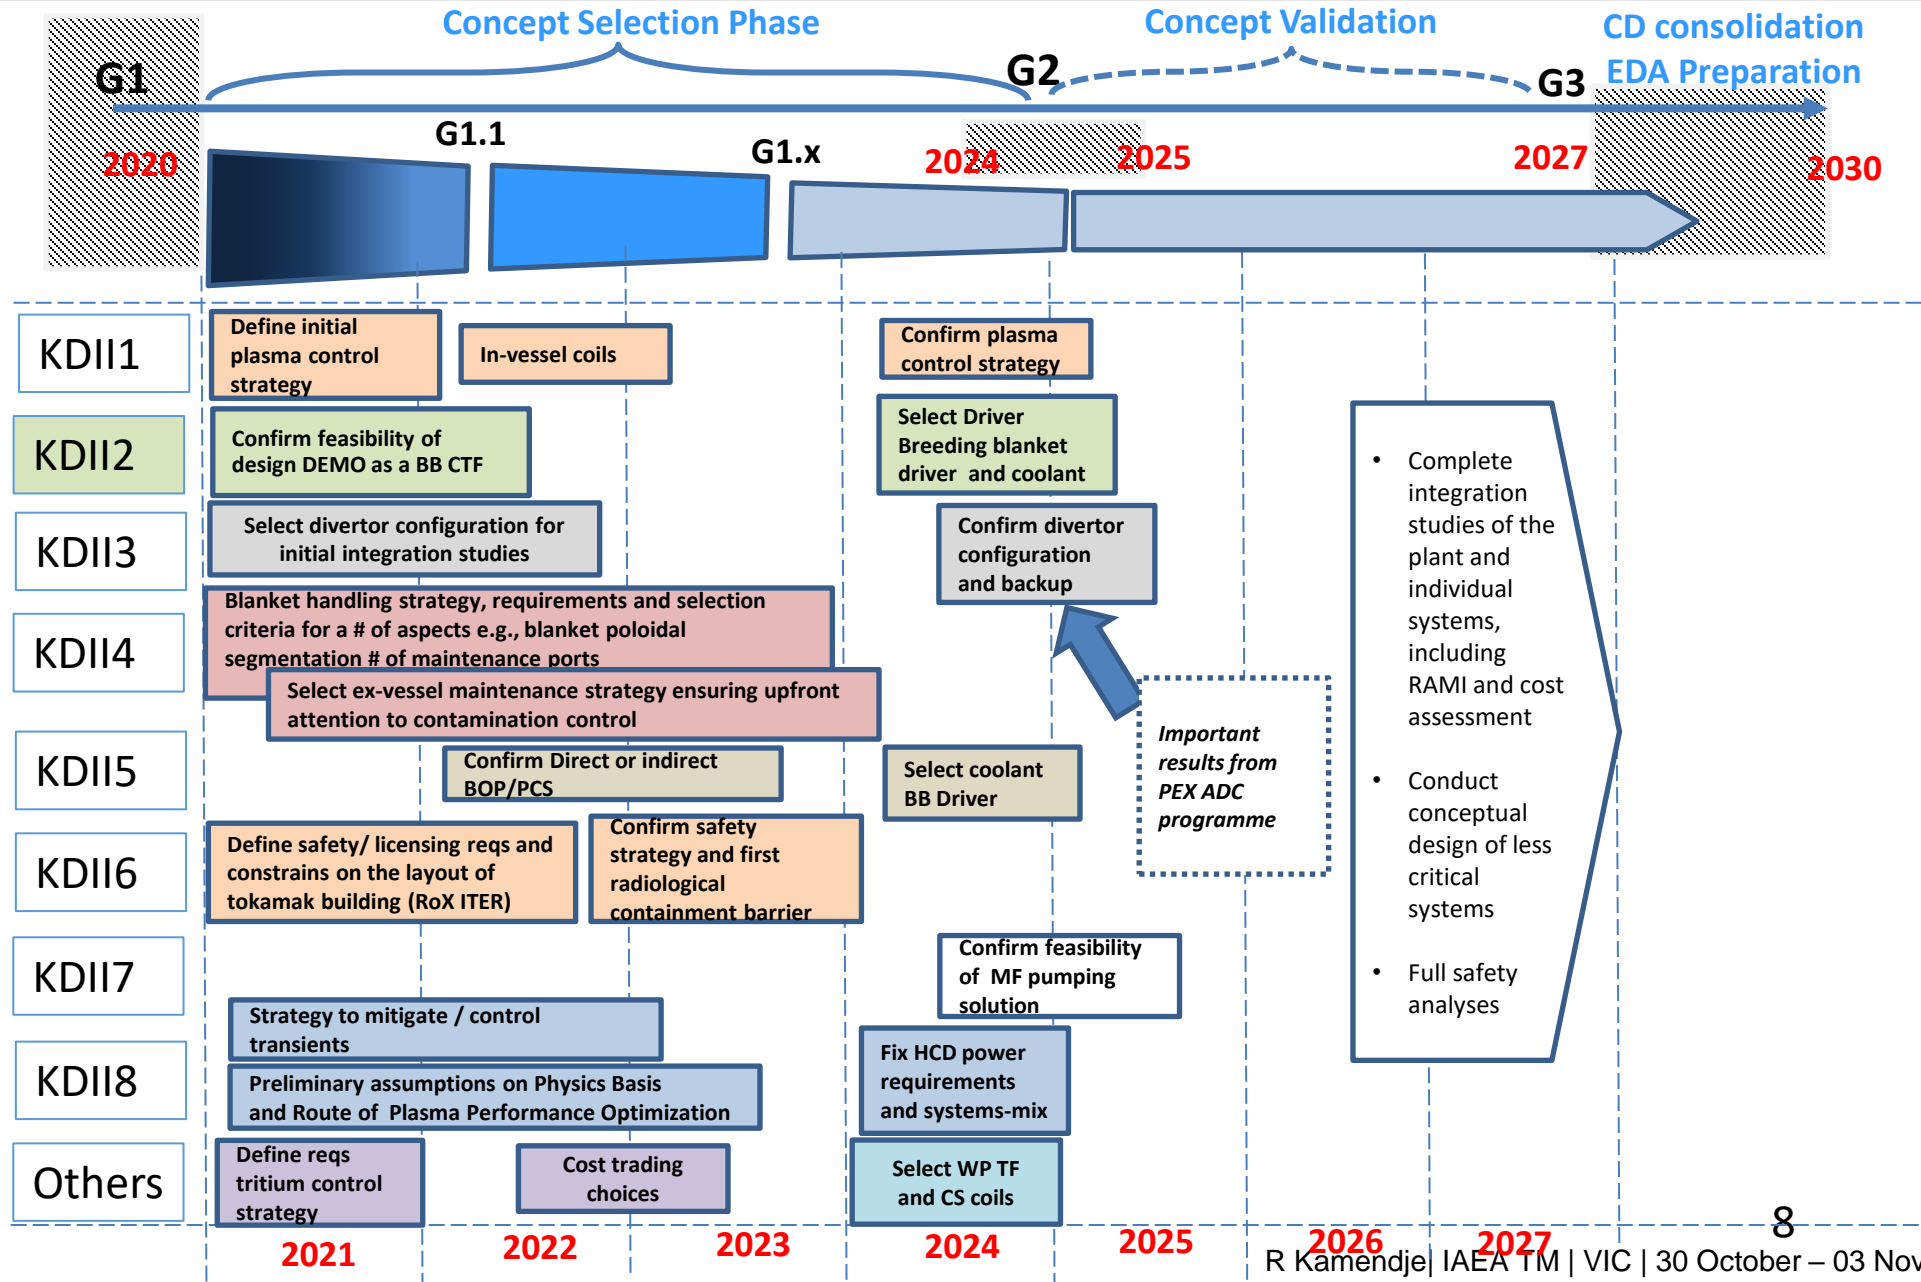 Concept Selection Phase
Concept Validation
CD consolidation
EDA Preparation
G1
G2
G3
G1.1
G1.x
2020
2024
2025
2027
2030
KDII1
Define initial
plasma control
strategy
In-vessel coils
Confirm plasma
control strategy
KDII2
Confirm feasibility of
design DEMO as a BB CTF
Select Driver
Breeding blanket
driver and coolant
KDII3
Select divertor configuration for
initial integration studies
Confirm divertor
configuration
and backup
KDII4
Blanket handling strategy, requirements and selection
criteria for a # of aspects e.g., blanket poloidal
segmentation # of maintenance ports
Select ex-vessel maintenance strategy ensuring upfront
attention to contamination control
Important
results from
PEX ADC
programme
KDII5
Confirm Direct or indirect
BOP/PCS
Select coolant
BB Driver
KDII6
Define safety/ licensing reqs and
constrains on the layout of
tokamak building (RoX ITER)
Confirm safety
strategy and first
radiological
containment barrier
KDII7
Confirm feasibility
of MF pumping
solution
Strategy to mitigate / control
transients
KDII8
Preliminary assumptions on Physics Basis
and Route of Plasma Performance Optimization
Fix HCD power
requirements
and systems-mix
Others
Define reqs
tritium control
strategy
Cost trading
choices
Select WP TF
and CS coils
• Complete
integration
studies of the
plant and
individual
systems,
including
RAMI and cost
assessment
• Conduct
conceptual
design of less
critical
systems
• Full safety
analyses
2021
2022
2023
2024
2025
2026
2027
8
R Kamendje| IAEA TM | VIC | 30 October – 03 Nov